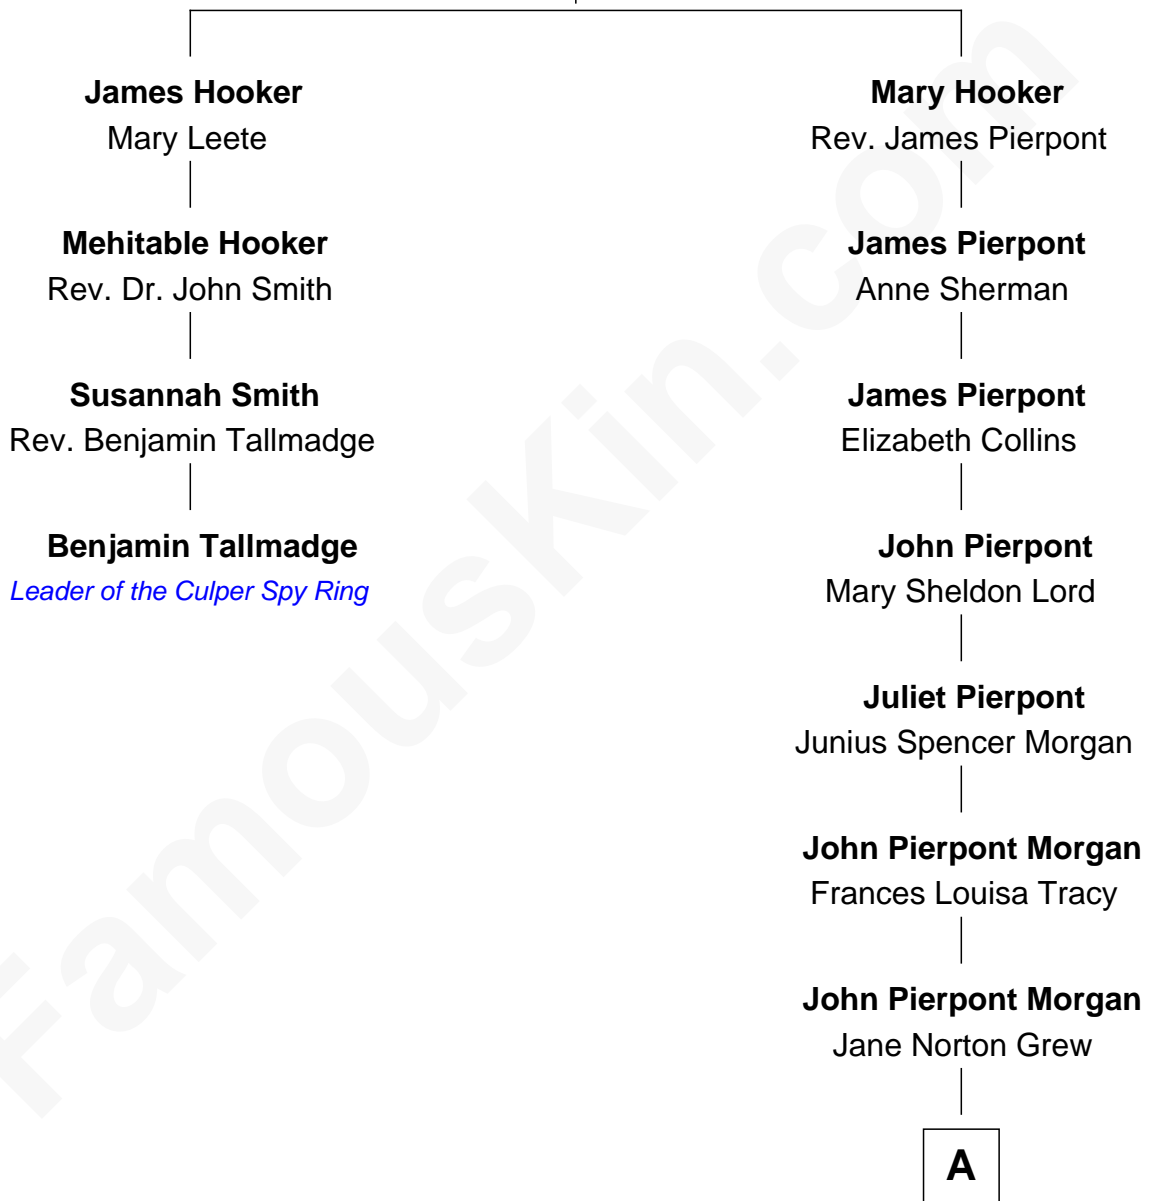 James Hooker
Mary Leete
Mehitable Hooker
Rev. Dr. John Smith
Susannah Smith
Rev. Benjamin Tallmadge
Benjamin Tallmadge
Leader of the Culper Spy Ring
Mary Hooker
Rev. James Pierpont
James Pierpont
Anne Sherman
James Pierpont
Elizabeth Collins
John Pierpont
Mary Sheldon Lord
Juliet Pierpont
Junius Spencer Morgan
John Pierpont Morgan
Frances Louisa Tracy
John Pierpont Morgan
Jane Norton Grew
A
FamousKin.com